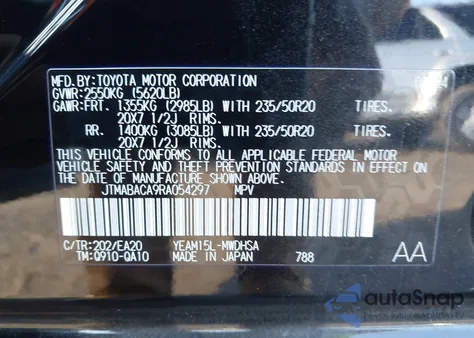 MFD.BY:TOYOTA MOTOR CORPORATION
GVWR:2550KG (5620LB)
GAWR:FRT. 1355KG (2985LB) WITH 235/50R20 TIRES.
20X7 1/2J RIMS.
RR. 1400KG (3085LB) WITH 235/50R20 TIRES.
20X7 1/2J RIMS.
THIS VEHICLE CONFORMS TO ALL APPLICABLE FEDERAL MOTOR
VEHICLE SAFETY AND THEFT PREVENTION STANDARDS IN EFFECT
ON THE DATE OF MANUFACTURE SHOWN ABOVE.
JTMABACA9RA054297 MPV
C/TR:202/EA20 YEAM15L-MWDHSA
TM:Q910-QA10 MADE IN JAPAN 788 AA
autoSnap